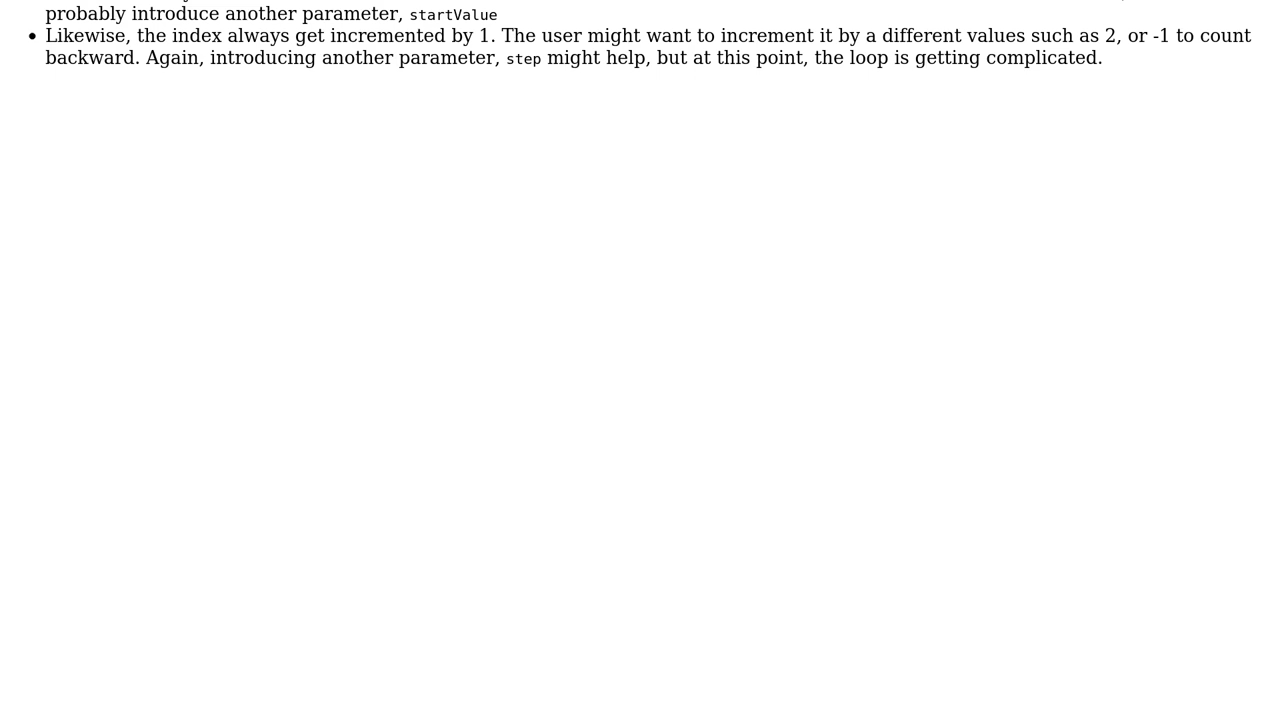 probably introduce another parameter, startValue
• Likewise, the index always get incremented by 1. The user might want to increment it by a different values such as 2, or -1 to count
backward. Again, introducing another parameter, step might help, but at this point, the loop is getting complicated.